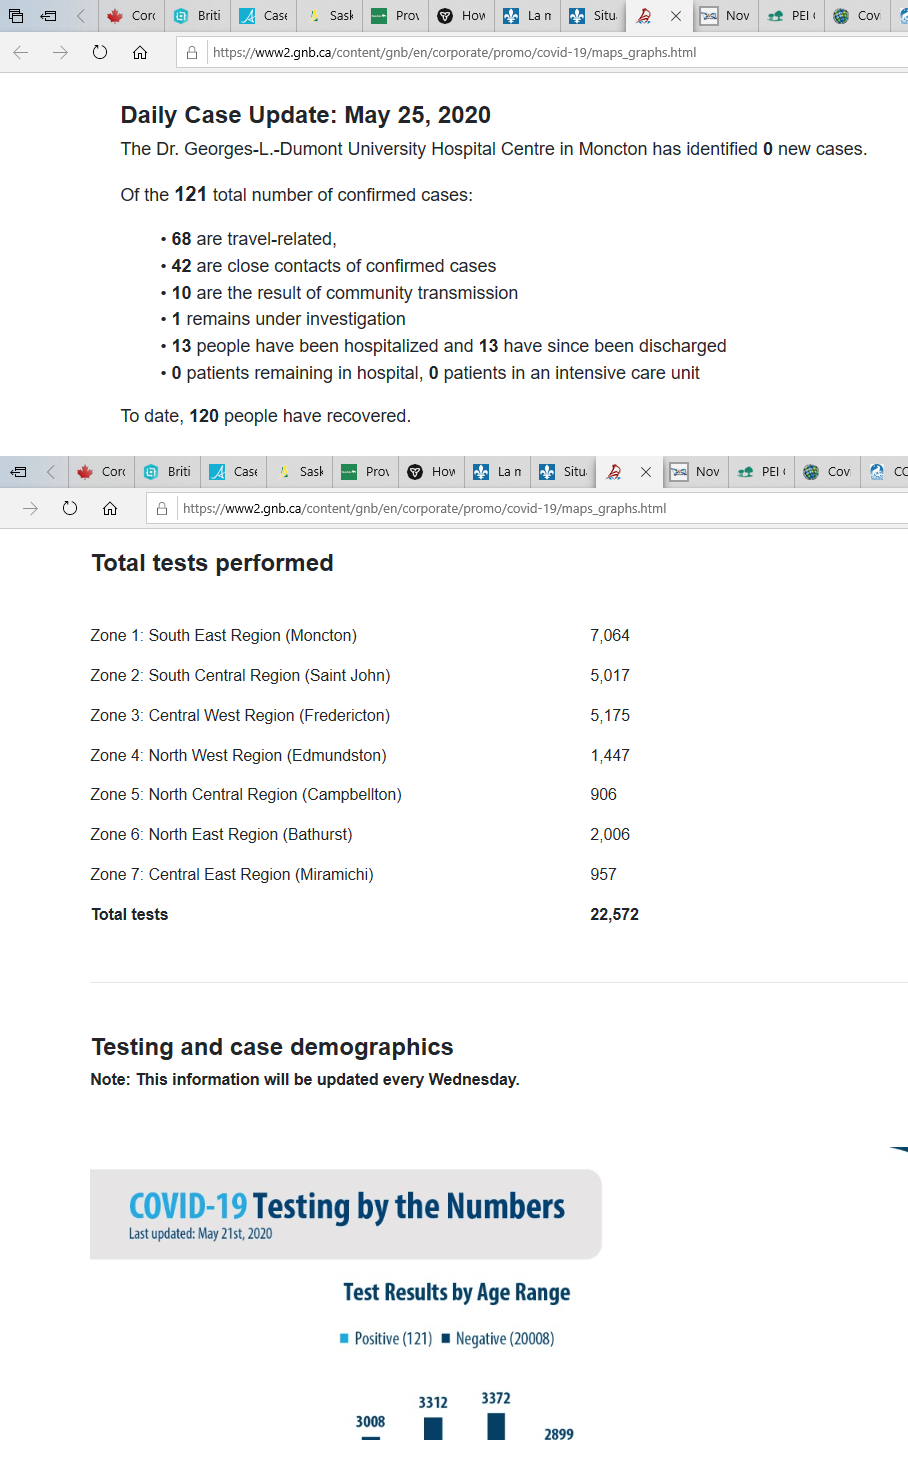 Corc Briti Case Sask Prov How La n Situ Nov PEI ( Cov
https://www2.gnb.ca/content/gnb/en/corporate/promo/covid-19/maps_graphs.html
Daily Case Update: May 25, 2020
The Dr. Georges-L.-Dumont University Hospital Centre in Moncton has identified 0 new cases.
Of the 121 total number of confirmed cases:
• 68 are travel-related,
• 42 are close contacts of confirmed cases
• 10 are the result of community transmission
• 1 remains under investigation
• 13 people have been hospitalized and 13 have since been discharged
• 0 patients remaining in hospital, 0 patients in an intensive care unit
To date, 120 people have recovered.
Corc Briti Case Sask Prov How La n Situ Nov PEI ( Cov CC
https://www2.gnb.ca/content/gnb/en/corporate/promo/covid-19/maps_graphs.html
Total tests performed
Zone 1: South East Region (Moncton) 7,064
Zone 2: South Central Region (Saint John) 5,017
Zone 3: Central West Region (Fredericton) 5,175
Zone 4: North West Region (Edmundston) 1,447
Zone 5: North Central Region (Campbellton) 906
Zone 6: North East Region (Bathurst) 2,006
Zone 7: Central East Region (Miramichi) 957
Total tests 22,572
Testing and case demographics
Note: This information will be updated every Wednesday.
COVID-19 Testing by the Numbers
Last updated: May 21st, 2020
Test Results by Age Range
Positive (121) Negative (20008)
3008 3312 3372 2899